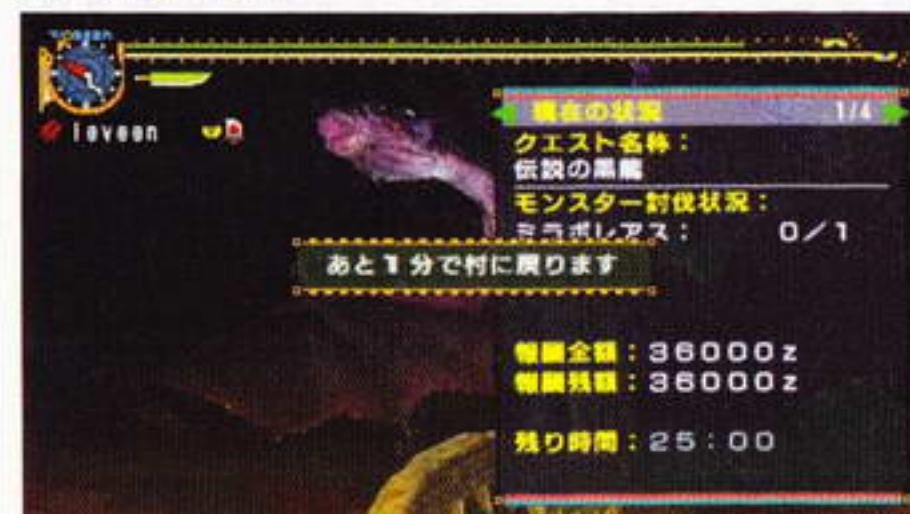 現在の状況 1/4
クエスト名称：
伝説の黒龍
モンスター討伐状況：
ミラボレアス： 0／1
あと1分で村に戻ります
報酬全額：36000z
報酬残額：36000z
残り時間：25：00